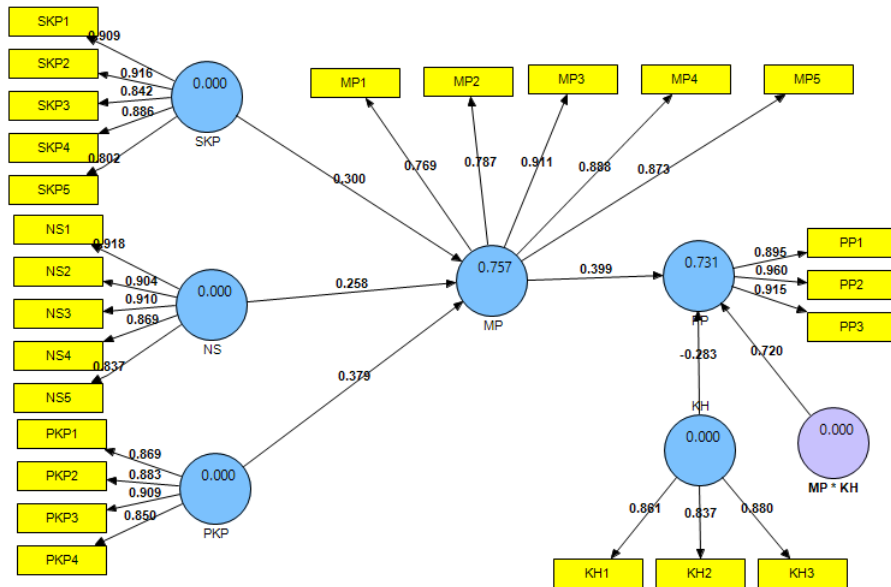 SKP1
0.909
SKP2
0.916
SKP3
0.842
SKP4
0.886
SKP5
0.802
0.000
SKP
MP1
MP2
MP3
MP4
MP5
0.769
0.787
0.911
0.888
0.873
0.300
NS1
0.918
NS2
0.904
NS3
0.910
NS4
0.869
NS5
0.837
0.000
NS
0.258
0.757
MP
0.399
0.731
PP
0.895
PP1
0.960
PP2
0.915
PP3
PKP1
0.869
PKP2
0.883
PKP3
0.909
PKP4
0.850
0.000
PKP
0.379
-0.283
0.720
KH
0.000
0.000
MP * KH
0.861
0.837
0.880
KH1
KH2
KH3